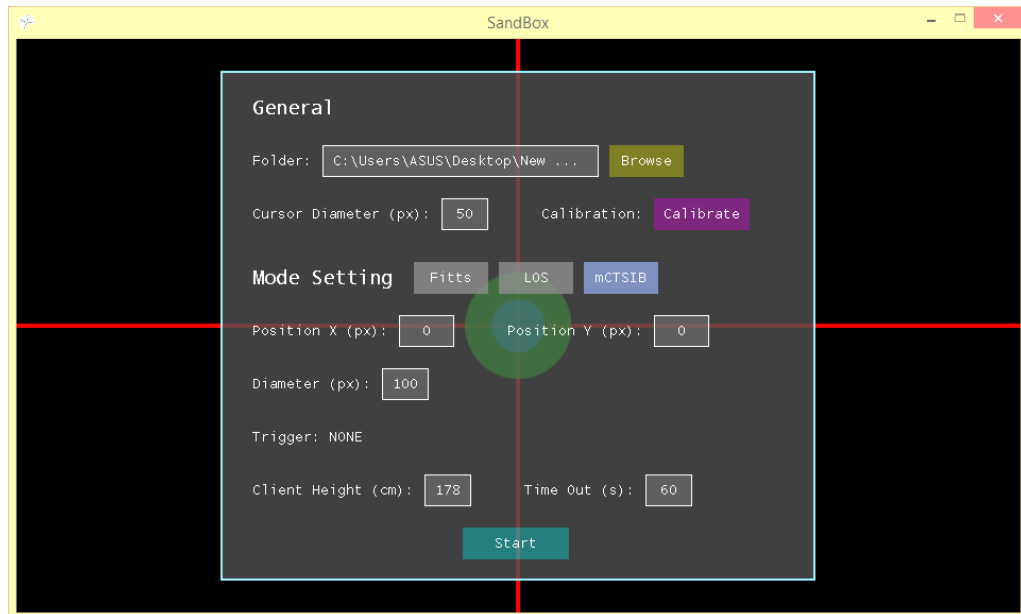 SandBox
General
Folder: C:\Users\ASUS\Desktop\New ... Browse
Cursor Diameter (px): 50 Calibration: Calibrate
Mode Setting Fitts LOS mCTSIB
Position X (px): 0 Position Y (px): 0
Diameter (px): 100
Trigger: NONE
Client Height (cm): 178 Time Out (s): 60
Start